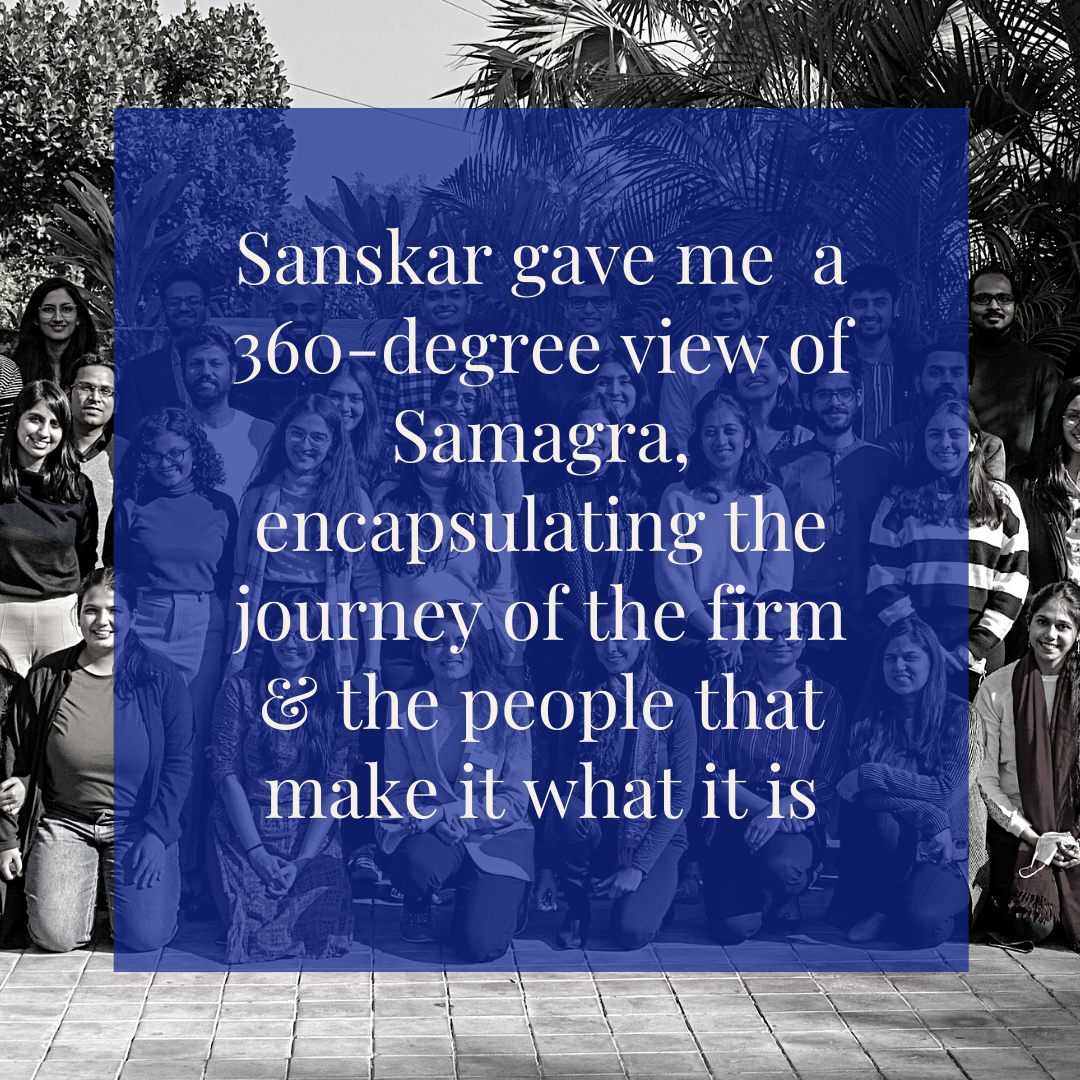 Sanskar gave me  a
360-degree view of
Samagra,
encapsulating the
journey of the firm
& the people that
make it what it is